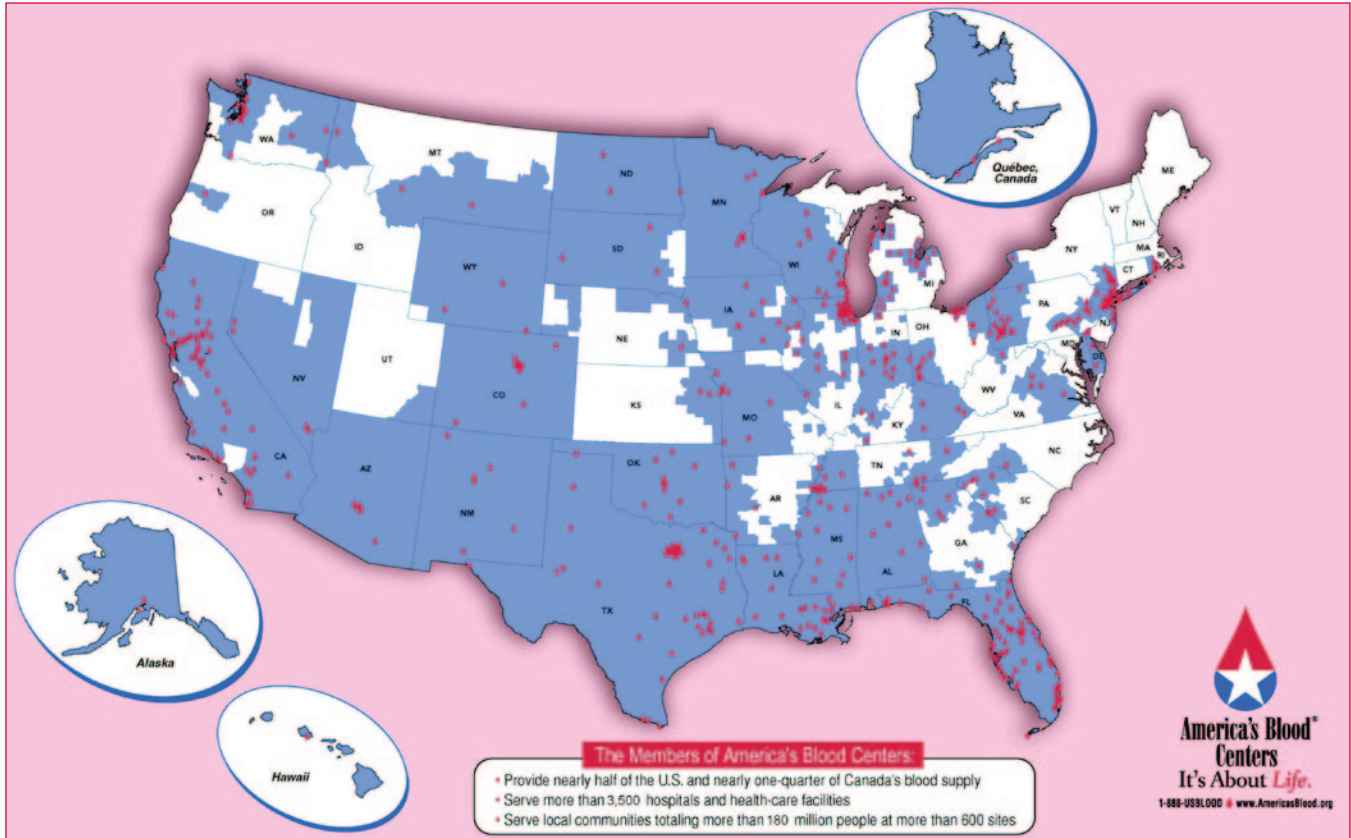 Québec,
Canada
WA
MT
ND
MN
ME
VT
NH
OR
ID
SD
WI
NY
MA
RI
CT
WY
MI
IA
PA
NJ
NE
IN
OH
MD
DE
UT
NV
CO
KS
MO
IL
WV
VA
KY
CA
AZ
NM
OK
TN
NC
AR
SC
MS
AL
GA
LA
TX
FL
Alaska
Hawaii
The Members of America's Blood Centers:
• Provide nearly half of the U.S. and nearly one-quarter of Canada's blood supply
• Serve more than 3,500 hospitals and health-care facilities
• Serve local communities totaling more than 180 million people at more than 600 sites
America's Blood®
Centers
It's About Life.
1-888-USBLOOD www.AmericasBlood.org